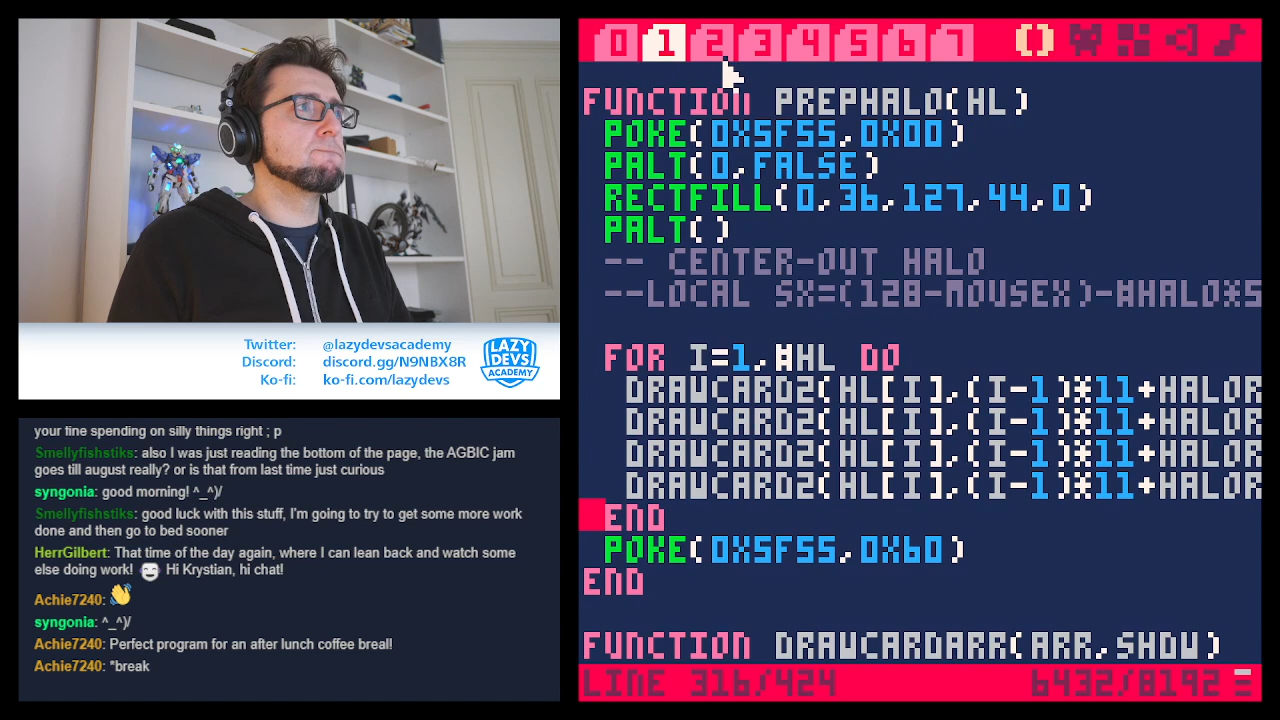 Twitter: @lazydevsacademy
Discord: discord.gg/N9NBX8R
Ko-fi: ko-fi.com/lazydevs
LAZY
DEVS
ACADEMY
your fine spending on silly things right ; p
Smellyfishstiks: also I was just reading the bottom of the page, the AGBIC jam
goes till august really? or is that from last time just curious
syngonia: good morning! ^_^)/
Smellyfishstiks: good luck with this stuff, I'm going to try to get some more work
done and then go to bed sooner
HerrGilbert: That time of the day again, where I can lean back and watch some
else doing work! Hi Krystian, hi chat!
Achie7240:
syngonia: ^_^)/
Achie7240: Perfect program for an after lunch coffee breal!
Achie7240: *break
0 1 2 3 4 5 6 7 ()
FUNCTION PREPHALO(HL)
POKE(0X5F55,0X00)
PALT(0,FALSE)
RECTFILL(0,36,127,44,0)
PALT()
-- CENTER-OUT HALO
--LOCAL SX=(128-MOUSEX)-#HALO*5
FOR I=1,#HL DO
DRAWCARD2(HL[I],(I-1)*11+HALOR
DRAWCARD2(HL[I],(I-1)*11+HALOR
DRAWCARD2(HL[I],(I-1)*11+HALOR
DRAWCARD2(HL[I],(I-1)*11+HALOR
END
POKE(0X5F55,0X60)
END
FUNCTION DRAWCARDARR(ARR,SHOW)
LINE 316/424 6432/8192